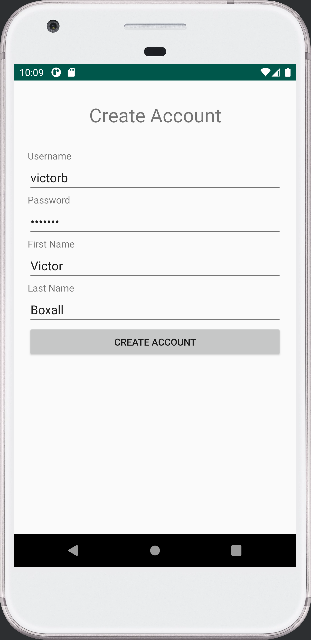 10:09
Create Account
Username
victorb
Password
•••••••
First Name
Victor
Last Name
Boxall
CREATE ACCOUNT